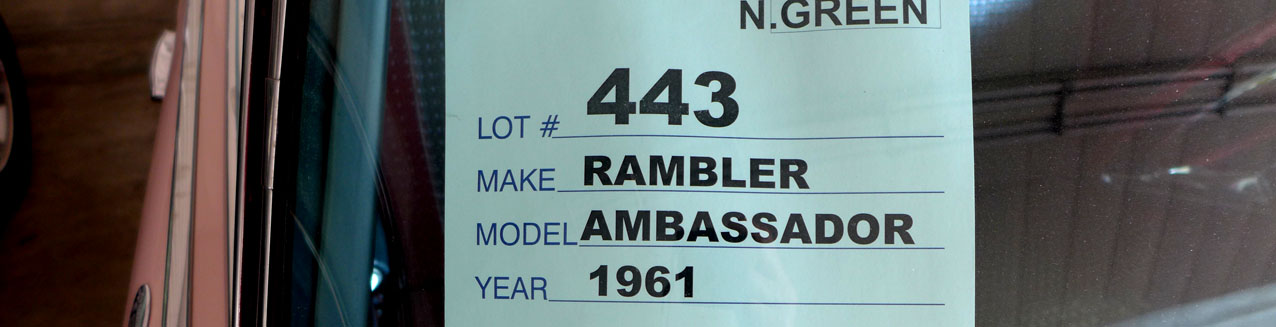 N.GREEN
LOT # 443
MAKE RAMBLER
MODEL AMBASSADOR
YEAR 1961